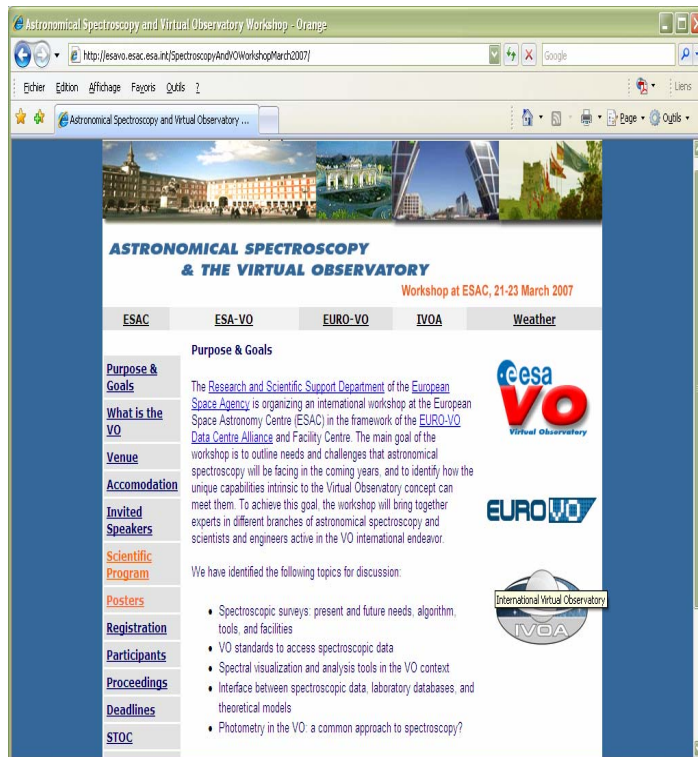 Astronomical Spectroscopy and Virtual Observatory Workshop - Orange
http://esavo.esac.esa.int/SpectroscopyAndVOWorkshopMarch2007/
Google
Fichier Edition Affichage Favoris Outils ?
Liens
Astronomical Spectroscopy and Virtual Observatory ...
Page Outils
ASTRONOMICAL SPECTROSCOPY
& THE VIRTUAL OBSERVATORY
Workshop at ESAC, 21-23 March 2007
ESAC ESA-VO EURO-VO IVOA Weather
Purpose &
Goals
What is the
VO
Venue
Accomodation
Invited
Speakers
Scientific
Program
Posters
Registration
Participants
Proceedings
Deadlines
STOC
Purpose & Goals
The Research and Scientific Support Department of the European
Space Agency is organizing an international workshop at the European
Space Astronomy Centre (ESAC) in the framework of the EURO-VO
Data Centre Alliance and Facility Centre. The main goal of the
workshop is to outline needs and challenges that astronomical
spectroscopy will be facing in the coming years, and to identify how the
unique capabilities intrinsic to the Virtual Observatory concept can
meet them. To achieve this goal, the workshop will bring together
experts in different branches of astronomical spectroscopy and
scientists and engineers active in the VO international endeavor.
We have identified the following topics for discussion:
• Spectroscopic surveys: present and future needs, algorithm,
tools, and facilities
• VO standards to access spectroscopic data
• Spectral visualization and analysis tools in the VO context
• Interface between spectroscopic data, laboratory databases, and
theoretical models
• Photometry in the VO: a common approach to spectroscopy?
esa
VO
Virtual Observatory
EURO VO
International Virtual Observatory
IVOA